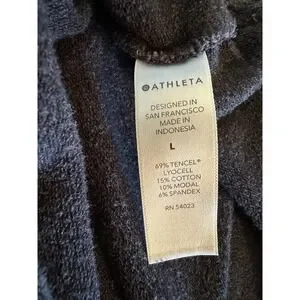 ATHLETA
DESIGNED IN
SAN FRANCISCO
MADE IN
INDONESIA
L
69% TENCEL®
LYOCELL
15% COTTON
10% MODAL
6% SPANDEX
RN 54023